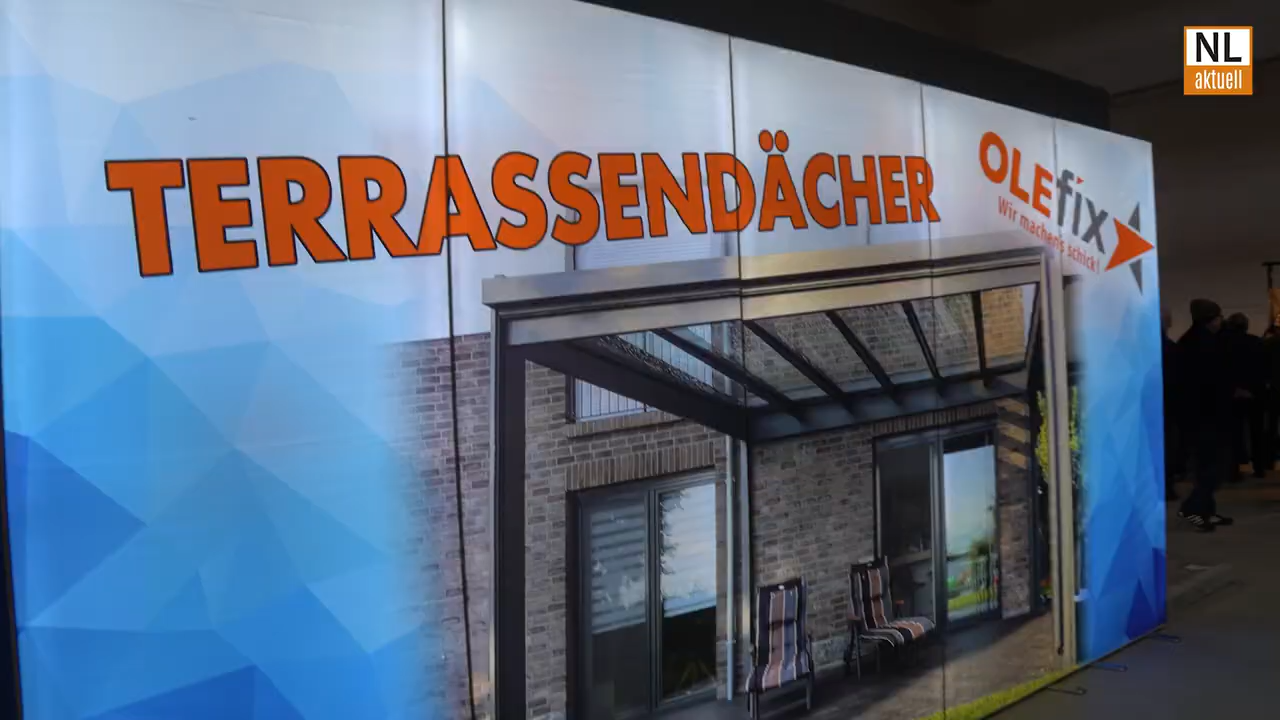 NL
aktuell
TERRASSENDÄCHER
OLEfix
Wir machen's schick!